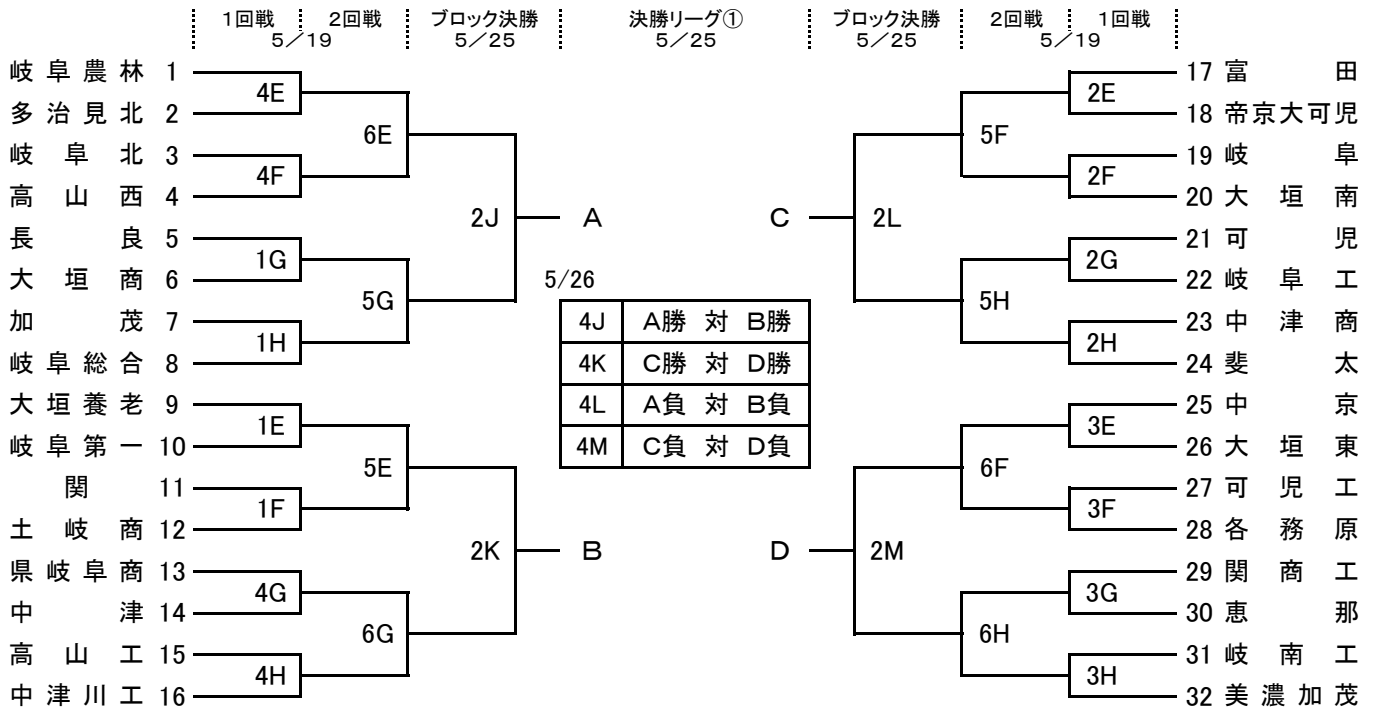 1回戦 2回戦 ブロック決勝 決勝リーグ① ブロック決勝 2回戦 1回戦
5／19 5／25 5／25 5／25 5／19
岐阜農林 1 17 富田
4E 2E
多治見北 2 18 帝京大可児
6E 5F
岐阜北 3 19 岐阜
4F 2F
高山西 4 20 大垣南
2J A C 2L
長良 5 21 可児
1G 2G
大垣商 6 5/26 22 岐阜工
5G 5H
加茂 7 4J A勝 対 B勝 23 中津商
1H 2H
岐阜総合 8 4K C勝 対 D勝 24 斐太
大垣養老 9 4L A負 対 B負 25 中京
1E 3E
岐阜第一 10 4M C負 対 D負 26 大垣東
5E 6F
関 11 27 可児工
1F 3F
土岐商 12 28 各務原
2K B D 2M
県岐阜商 13 29 関商工
4G 3G
中津 14 30 恵那
6G 6H
高山工 15 31 岐南工
4H 3H
中津川工 16 32 美濃加茂